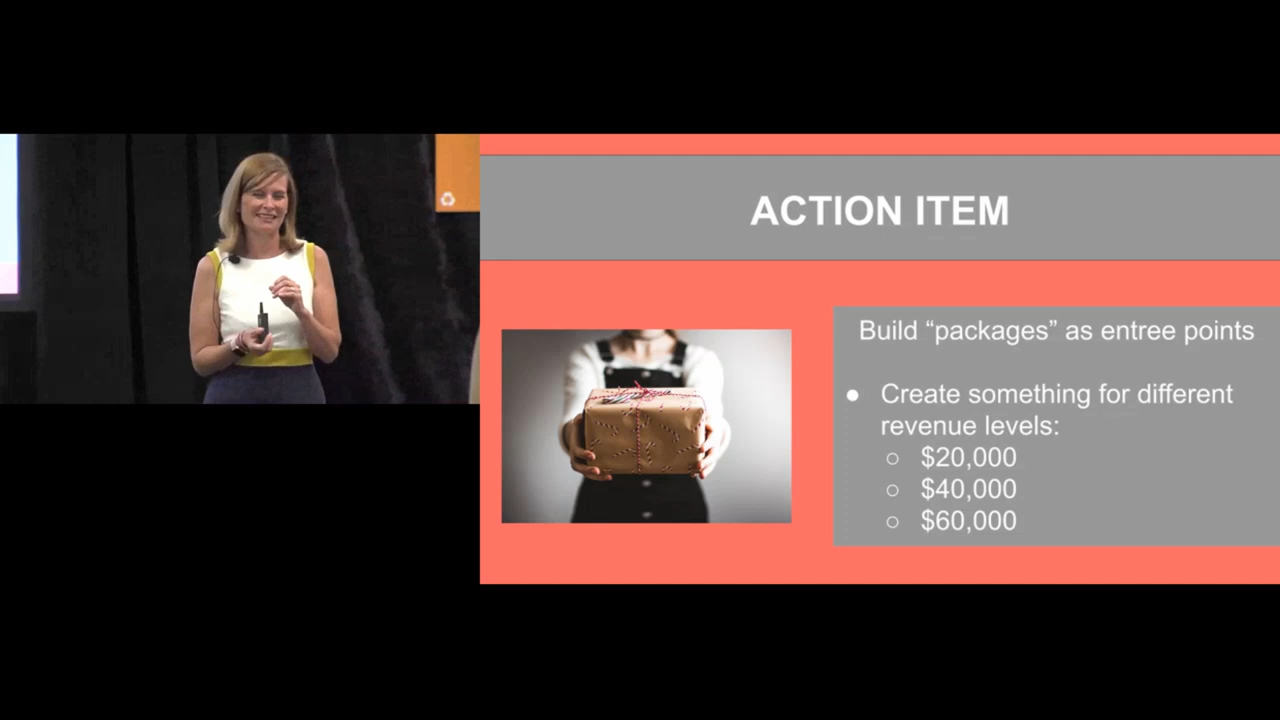 ACTION ITEM
Build “packages” as entree points
● Create something for different
revenue levels:
○ $20,000
○ $40,000
○ $60,000